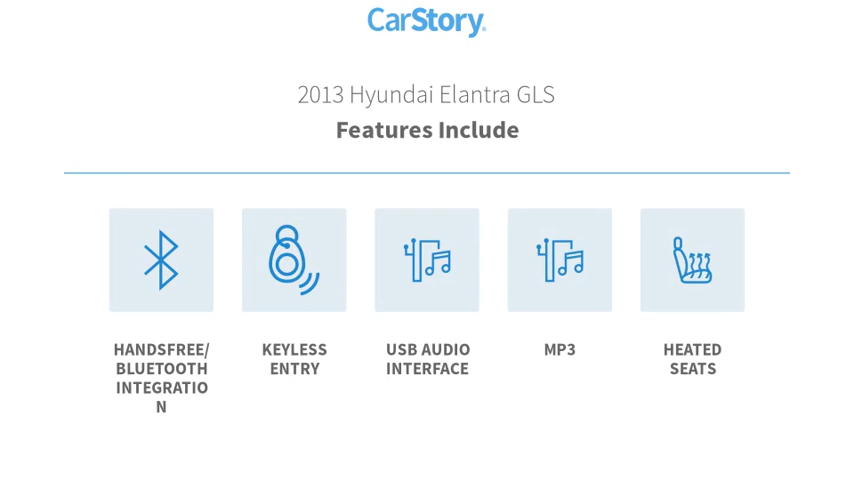 CarStory
2013 Hyundai Elantra GLS
Features Include
HANDSFREE/
BLUETOOTH
INTEGRATIO
N
KEYLESS
ENTRY
USB AUDIO
INTERFACE
MP3
HEATED
SEATS